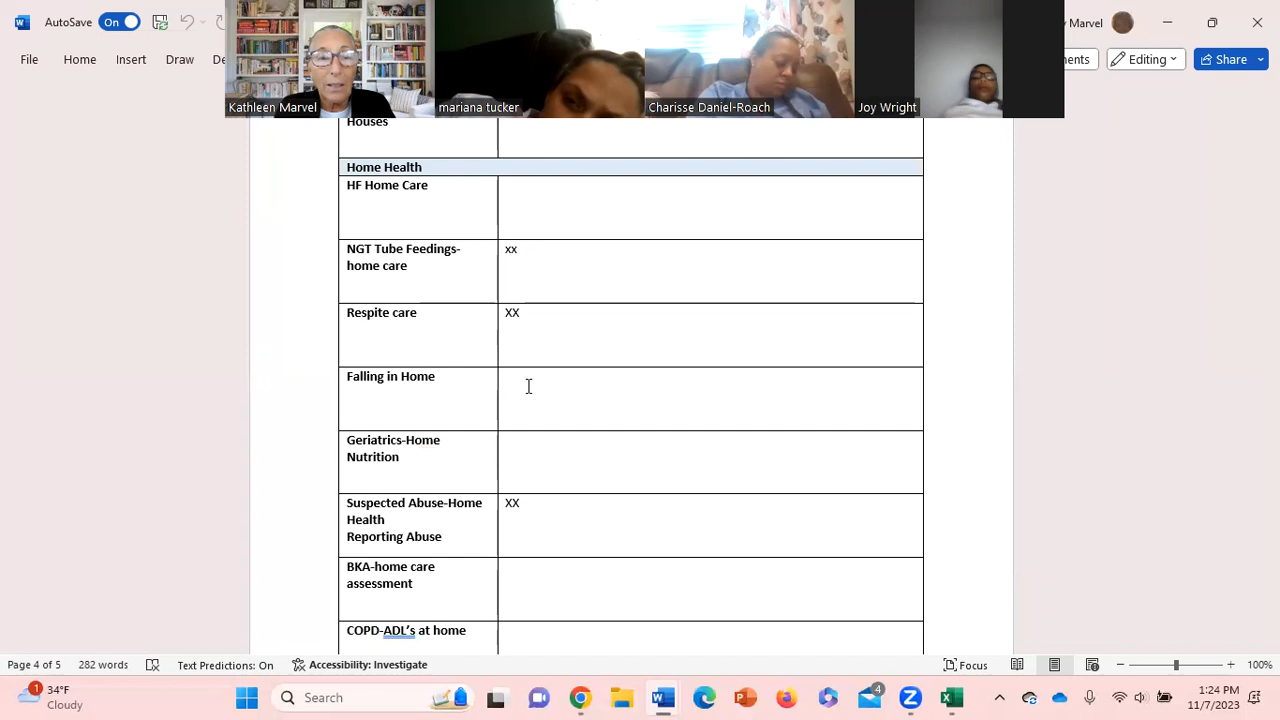 AutoSave
On
y Marvel
File
Home
Insert
Draw
De
ments
Editing
Share
Kathleen Marvel
mariana tucker
Charisse Daniel-Roach
Joy Wright
Houses
Home Health
HF Home Care
NGT Tube Feedings-
home care
xx
Respite care
XX
Falling in Home
Geriatrics-Home
Nutrition
Suspected Abuse-Home
Health
Reporting Abuse
XX
BKA-home care
assessment
COPD-ADL’s at home
Page 4 of 5
282 words
Text Predictions: On
Accessibility: Investigate
Focus
100%
1
34°F
Cloudy
Search
4
1:24 PM
11/7/2023